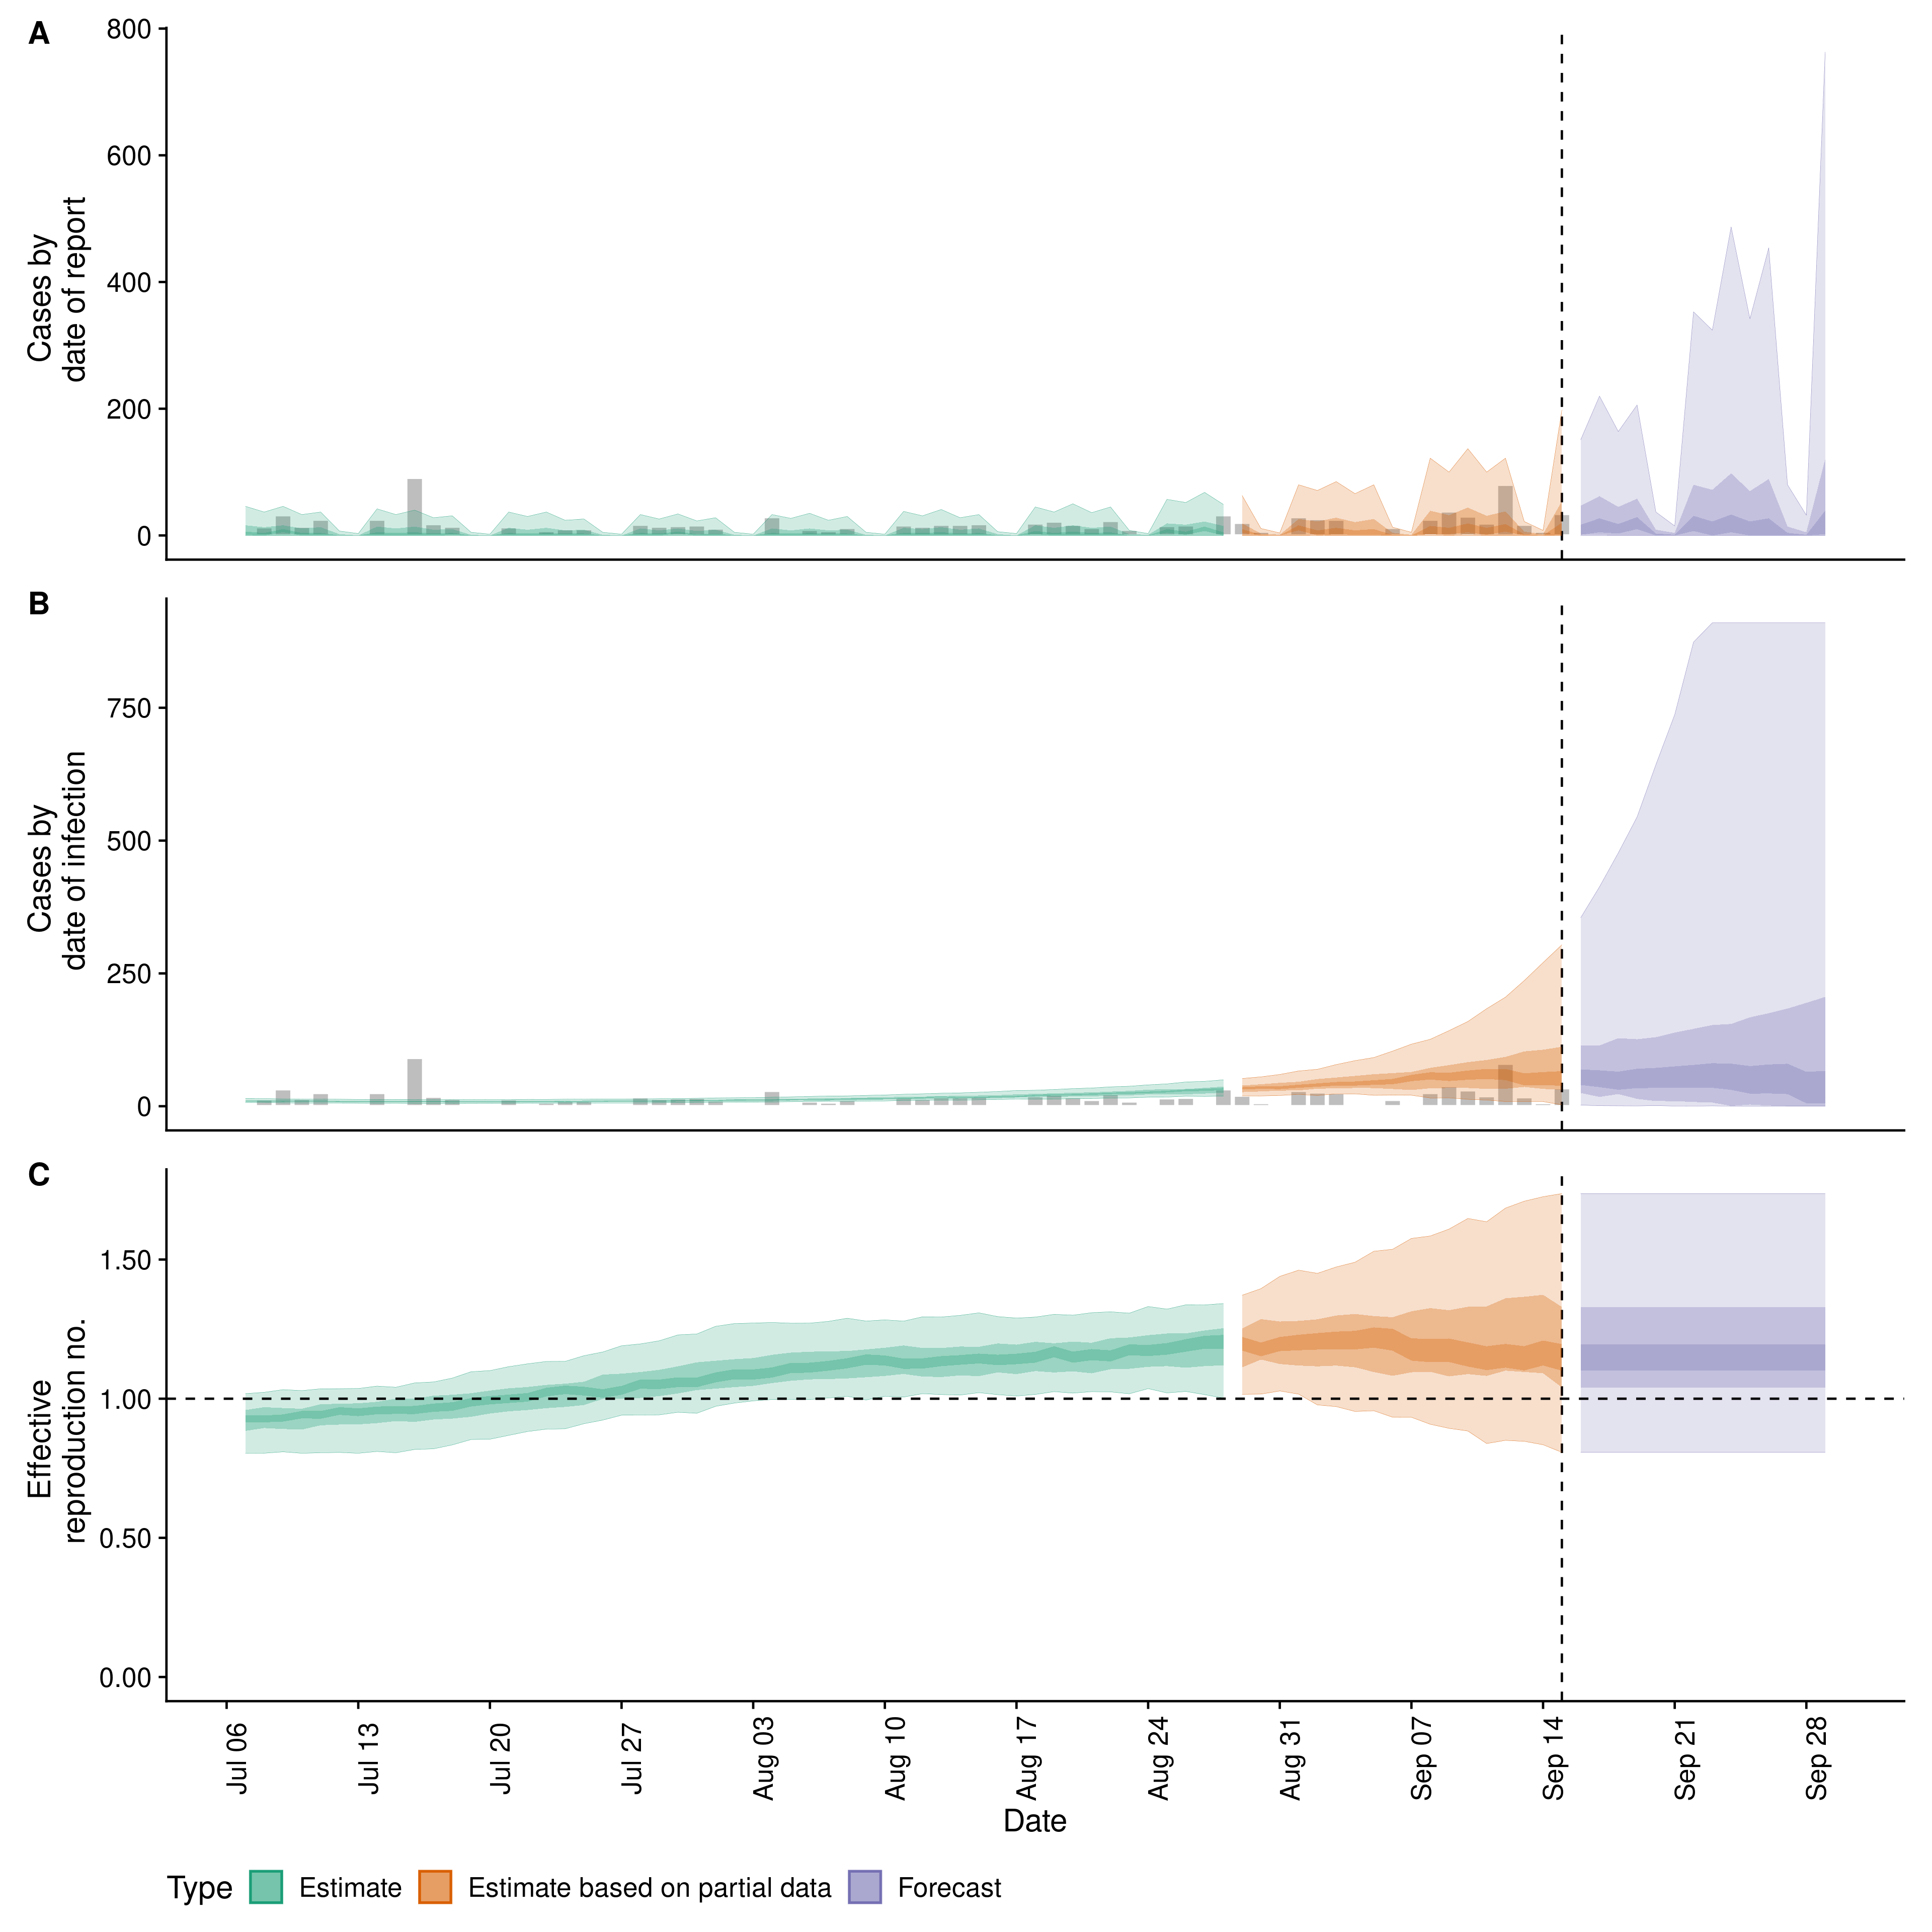 A
800
600
400
200
0
Cases by
date of report
B
750
500
250
0
Cases by
date of infection
C
1.50
1.00
0.50
0.00
Effective
reproduction no.
Jul 06
Jul 13
Jul 20
Jul 27
Aug 03
Aug 10
Aug 17
Aug 24
Aug 31
Sep 07
Sep 14
Sep 21
Sep 28
Date
Type Estimate Estimate based on partial data Forecast